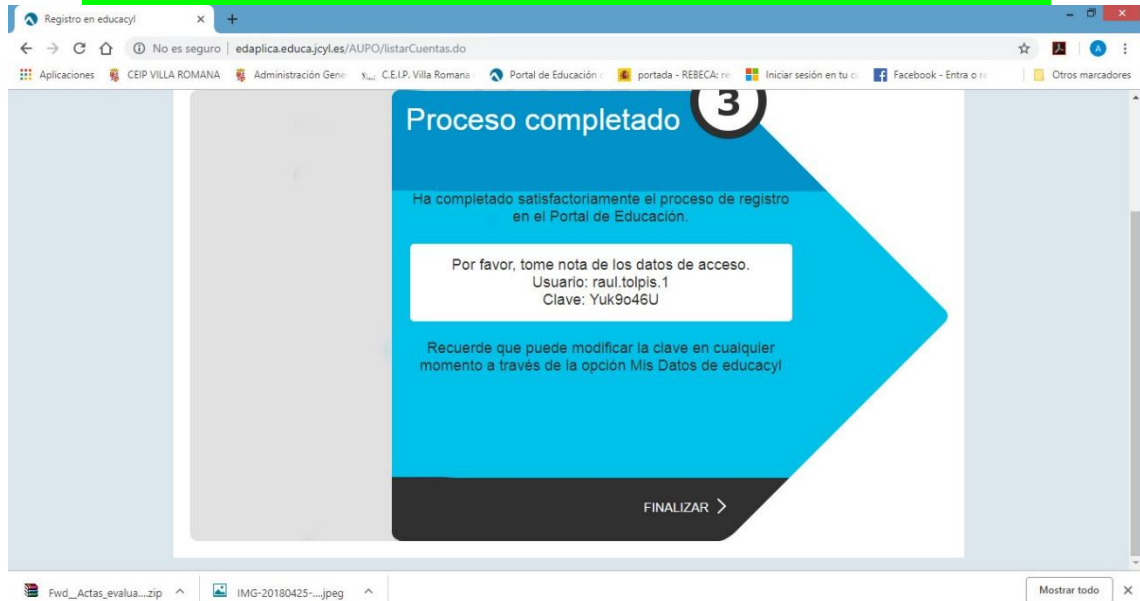 Registro en educacyl
No es seguro | edaplica.educa.jcyl.es/AUPO/listarCuentas.do
Aplicaciones CEIP VILLA ROMANA Administración Gene C.E.I.P. Villa Romana Portal de Educación portada - REBECA: re Iniciar sesión en tu c Facebook - Entra o re Otros marcadores
3
Proceso completado
Ha completado satisfactoriamente el proceso de registro
en el Portal de Educación.
Por favor, tome nota de los datos de acceso.
Usuario: raul.tolpis.1
Clave: Yuk9o46U
Recuerde que puede modificar la clave en cualquier
momento a través de la opción Mis Datos de educacyl
FINALIZAR
Fwd__Actas_evalua....zip IMG-20180425-....jpeg Mostrar todo